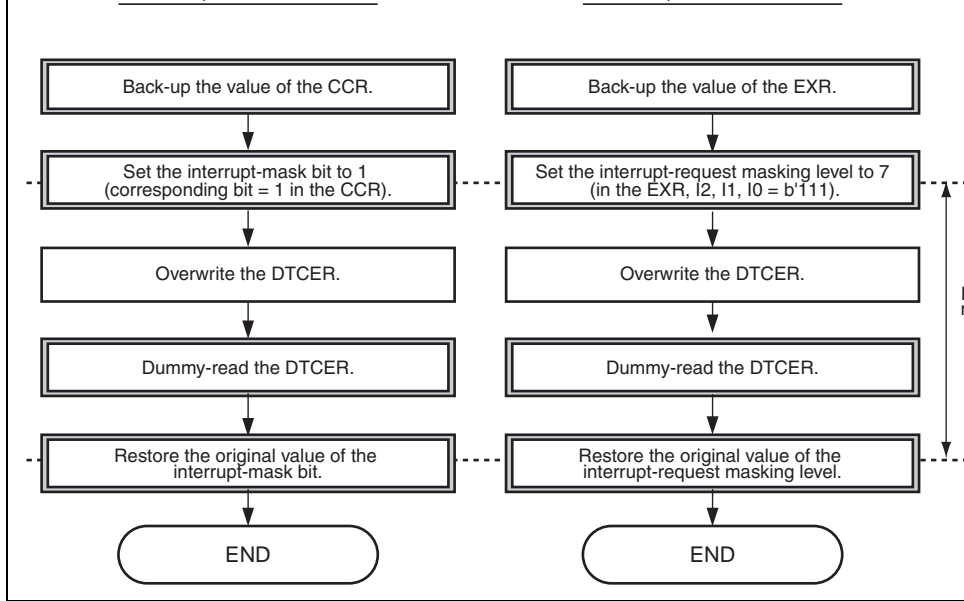 Back-up the value of the CCR.
Set the interrupt-mask bit to 1
(corresponding bit = 1 in the CCR).
Overwrite the DTCER.
Dummy-read the DTCER.
Restore the original value of the
interrupt-mask bit.
END
Back-up the value of the EXR.
Set the interrupt-request masking level to 7
(in the EXR, I2, I1, I0 = b'111).
Overwrite the DTCER.
Dummy-read the DTCER.
Restore the original value of the
interrupt-request masking level.
END